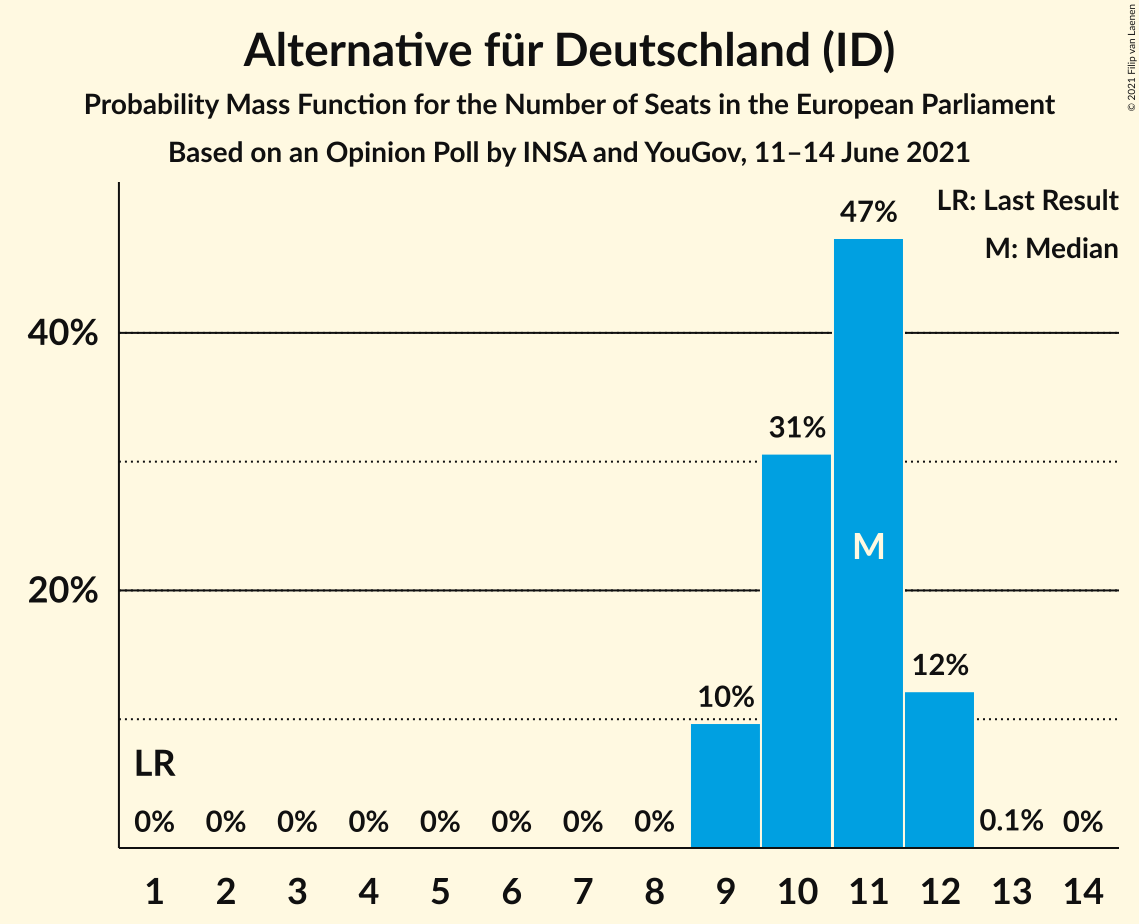 Alternative für Deutschland (ID)
Probability Mass Function for the Number of Seats in the European Parliament
Based on an Opinion Poll by INSA and YouGov, 11–14 June 2021
© 2021 Filip van Laenen
LR: Last Result
M: Median
47%
40%
31%
M
20%
12%
10%
LR
0% 0% 0% 0% 0% 0% 0% 0% 0.1% 0%
1 2 3 4 5 6 7 8 9 10 11 12 13 14